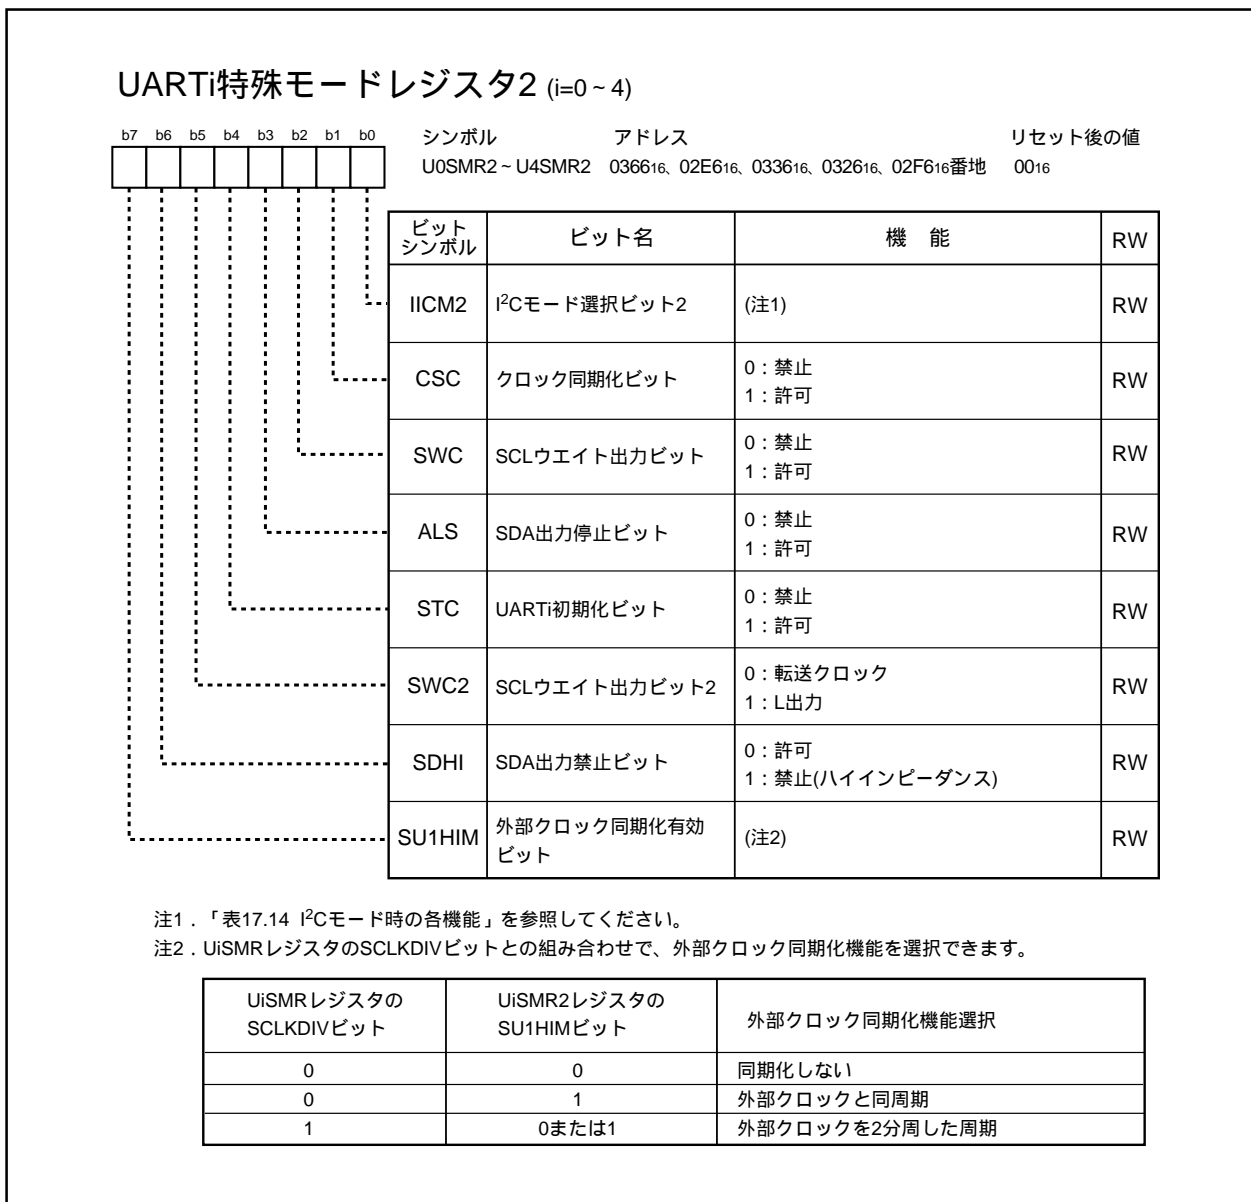 UARTi特殊モードレジスタ2 (i=0~4)
b7 b6 b5 b4 b3 b2 b1 b0
シンボル アドレス リセット後の値
U0SMR2~U4SMR2 036616、02E616、033616、032616、02F616番地 0016
ビット
シンボル ビット名 機 能 RW
IICM2 I2Cモード選択ビット2 (注1) RW
CSC クロック同期化ビット 0:禁止
1:許可 RW
SWC SCLウエイト出力ビット 0:禁止
1:許可 RW
ALS SDA出力停止ビット 0:禁止
1:許可 RW
STC UARTi初期化ビット 0:禁止
1:許可 RW
SWC2 SCLウエイト出力ビット2 0:転送クロック
1:L出力 RW
SDHI SDA出力禁止ビット 0:許可
1:禁止(ハイインピーダンス) RW
SU1HIM 外部クロック同期化有効
ビット (注2) RW
注1.「表17.14 I2Cモード時の各機能」を参照してください。
注2.UiSMRレジスタのSCLKDIVビットとの組み合わせで、外部クロック同期化機能を選択できます。
UiSMRレジスタの
SCLKDIVビット
UiSMR2レジスタの
SU1HIMビット
外部クロック同期化機能選択
0 0 同期化しない
0 1 外部クロックと同周期
1 0または1 外部クロックを2分周した周期